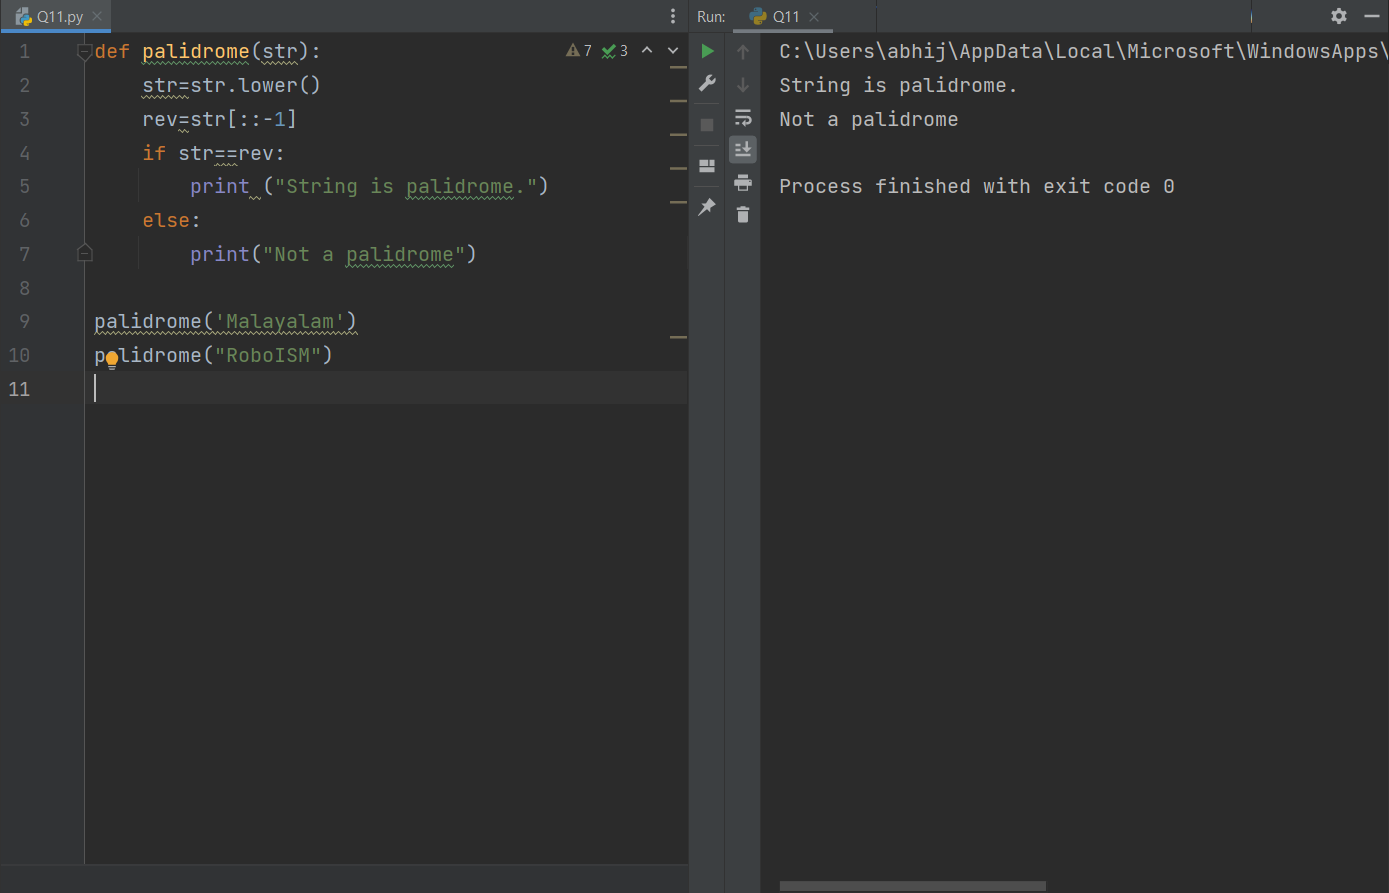 Q11.py
1 def palidrome(str):
2 str=str.lower()
3 rev=str[::-1]
4 if str==rev:
5 print ("String is palidrome.")
6 else:
7 print("Not a palidrome")
8
9 palidrome('Malayalam')
10 palidrome("RoboISM")
11
7 3
Run: Q11
C:\Users\abhij\AppData\Local\Microsoft\WindowsApps\
String is palidrome.
Not a palidrome
Process finished with exit code 0